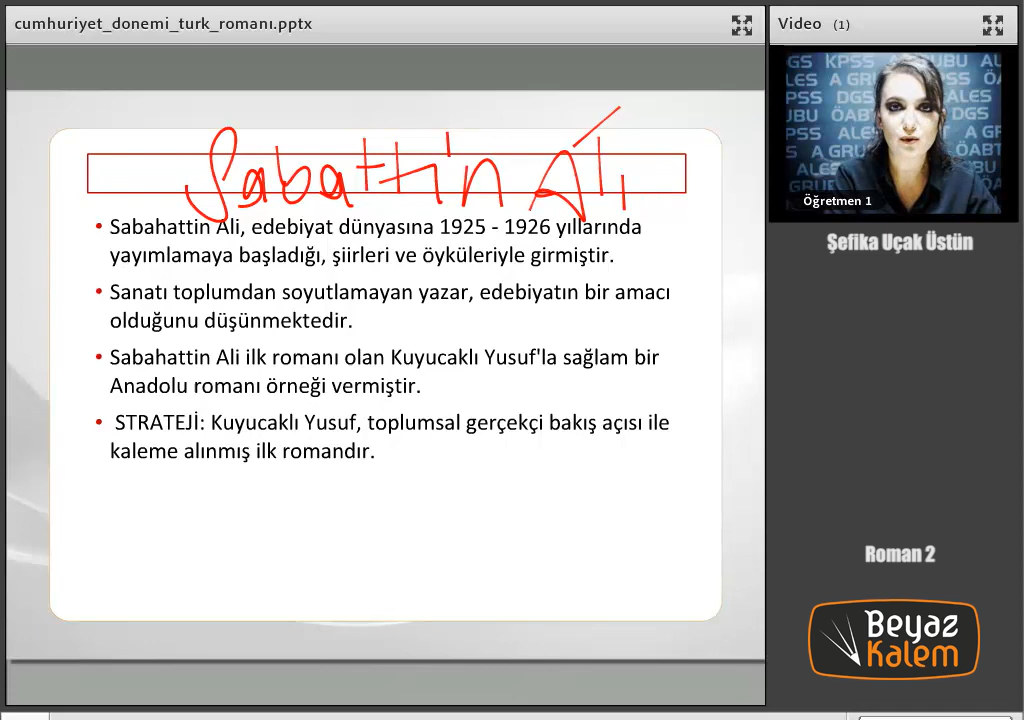 cumhuriyet_donemi_turk_romanı.pptx
Video (1)
Sabattin Ali
• Sabahattin Ali, edebiyat dünyasına 1925 - 1926 yıllarında
yayımlamaya başladığı, şiirleri ve öyküleriyle girmiştir.
• Sanatı toplumdan soyutlamayan yazar, edebiyatın bir amacı
olduğunu düşünmektedir.
• Sabahattin Ali ilk romanı olan Kuyucaklı Yusuf'la sağlam bir
Anadolu romanı örneği vermiştir.
• STRATEJİ: Kuyucaklı Yusuf, toplumsal gerçekçi bakış açısı ile
kaleme alınmış ilk romandır.
Öğretmen 1
Şefika Uçak Üstün
Roman 2
Beyaz
Kalem